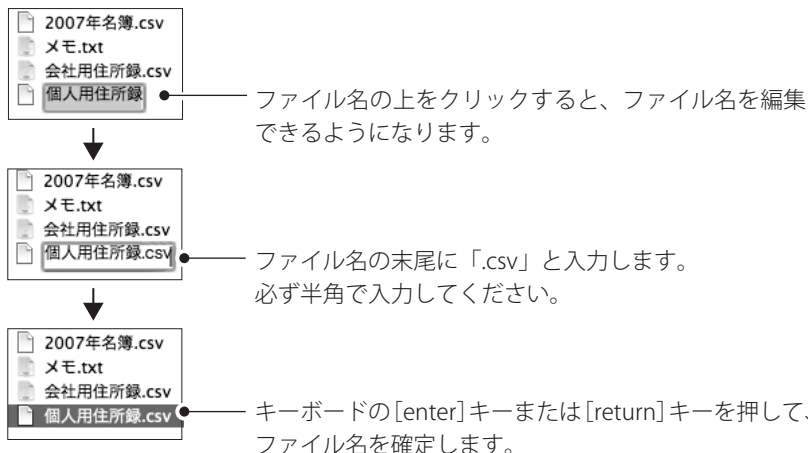 2007年名簿.csv
メモ.txt
会社用住所録.csv
個人用住所録
ファイル名の上をクリックすると、ファイル名を編集
できるようになります。
2007年名簿.csv
メモ.txt
会社用住所録.csv
個人用住所録.csv
ファイル名の末尾に「.csv」と入力します。
必ず半角で入力してください。
2007年名簿.csv
メモ.txt
会社用住所録.csv
個人用住所録.csv
キーボードの[enter]キーまたは[return]キーを押して、
ファイル名を確定します。